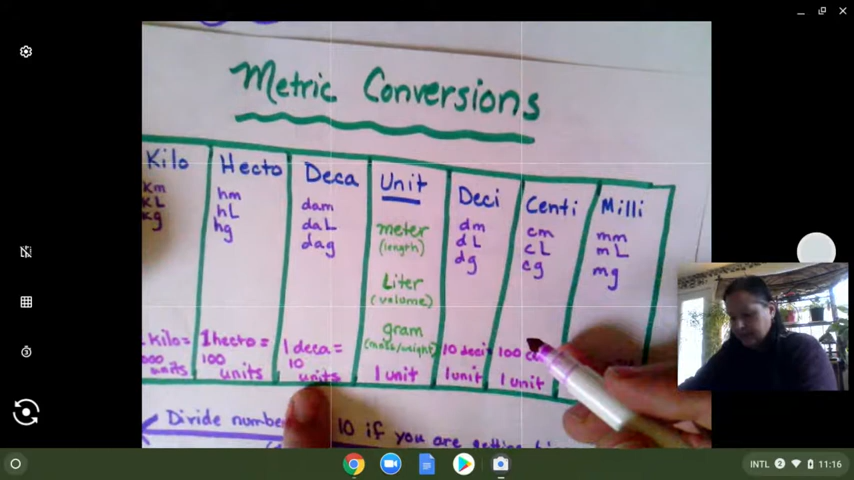 Metric Conversions
Kilo Hecto Deca Unit Deci Centi Milli
km hm dam meter dm cm mm
kL hL daL (length) dL cL mL
kg hg dag Liter dg cg mg
(volume)
gram
(mass/weight)
kilo= 1 hecto= 1 deca= 10 deci 100
100 10
units units units 1 unit 1 unit 1 unit
Divide 10 if you are getting
INTL 2 11:16